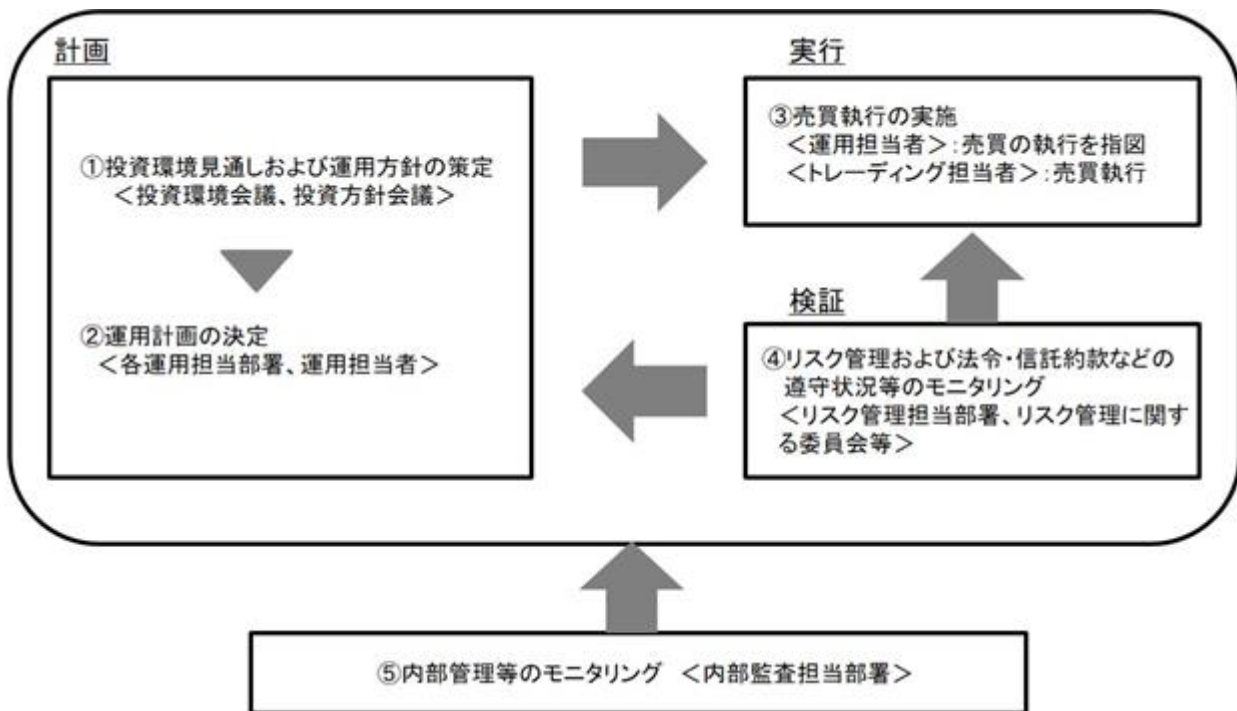 計画
①投資環境見通しおよび運用方針の策定
＜投資環境会議、投資方針会議＞
②運用計画の決定
＜各運用担当部署、運用担当者＞
実行
③売買執行の実施
＜運用担当者＞:売買の執行を指図
＜トレーディング担当者＞:売買執行
検証
④リスク管理および法令・信託約款などの
遵守状況等のモニタリング
＜リスク管理担当部署、リスク管理に関す
る委員会等＞
⑤内部管理等のモニタリング ＜内部監査担当部署＞